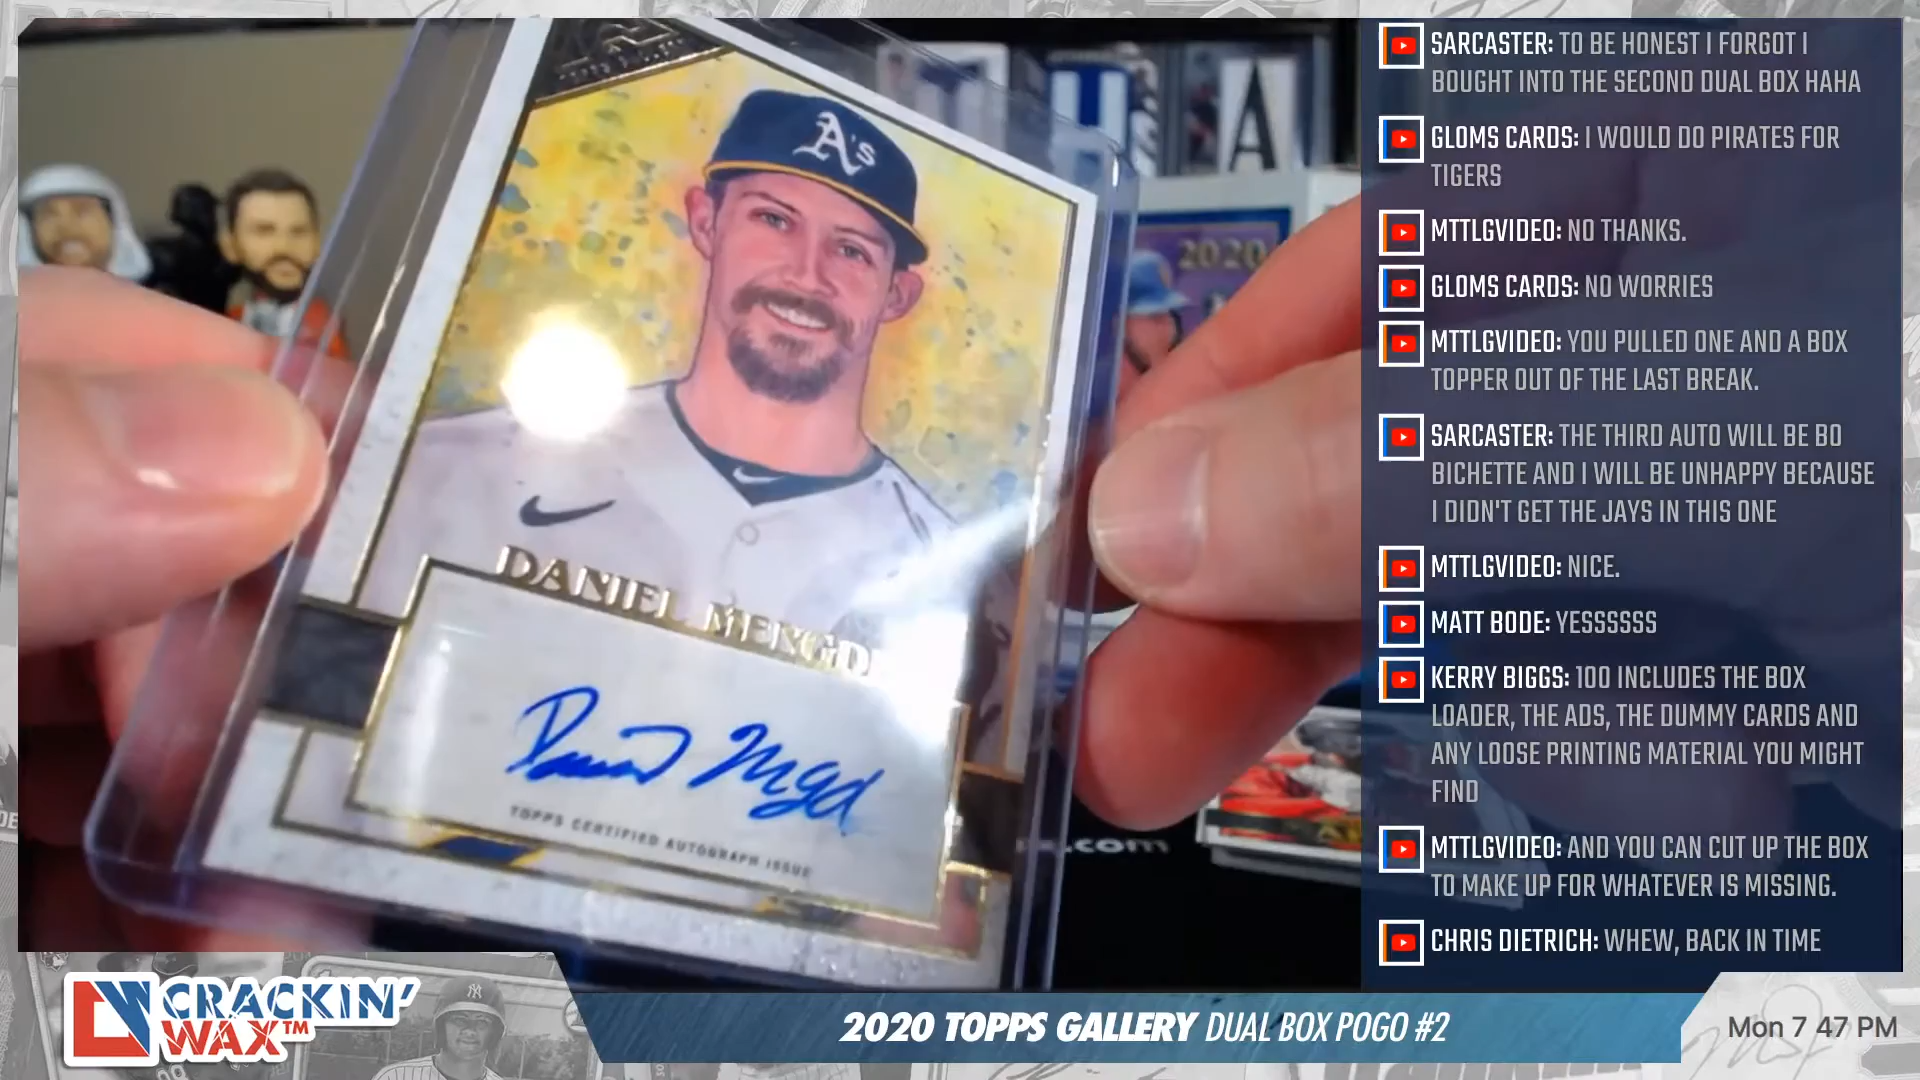 SARCASTER: TO BE HONEST I FORGOT I
BOUGHT INTO THE SECOND DUAL BOX HAHA
GLOMS CARDS: I WOULD DO PIRATES FOR
TIGERS
MTTLGVIDEO: NO THANKS.
GLOMS CARDS: NO WORRIES
MTTLGVIDEO: YOU PULLED ONE AND A BOX
TOPPER OUT OF THE LAST BREAK.
SARCASTER: THE THIRD AUTO WILL BE BO
BICHETTE AND I WILL BE UNHAPPY BECAUSE
I DIDN'T GET THE JAYS IN THIS ONE
MTTLGVIDEO: NICE.
MATT BODE: YESSSSSS
KERRY BIGGS: 100 INCLUDES THE BOX
LOADER, THE ADS, THE DUMMY CARDS AND
ANY LOOSE PRINTING MATERIAL YOU MIGHT
FIND
MTTLGVIDEO: AND YOU CAN CUT UP THE BOX
TO MAKE UP FOR WHATEVER IS MISSING.
CHRIS DIETRICH: WHEW, BACK IN TIME
A's
2020
DANIEL MENGD
TOPPS CERTIFIED AUTOGRAPH ISSUE
.com
CW CRACKIN'
WAX™
2020 TOPPS GALLERY DUAL BOX POGO #2
Mon 7 47 PM